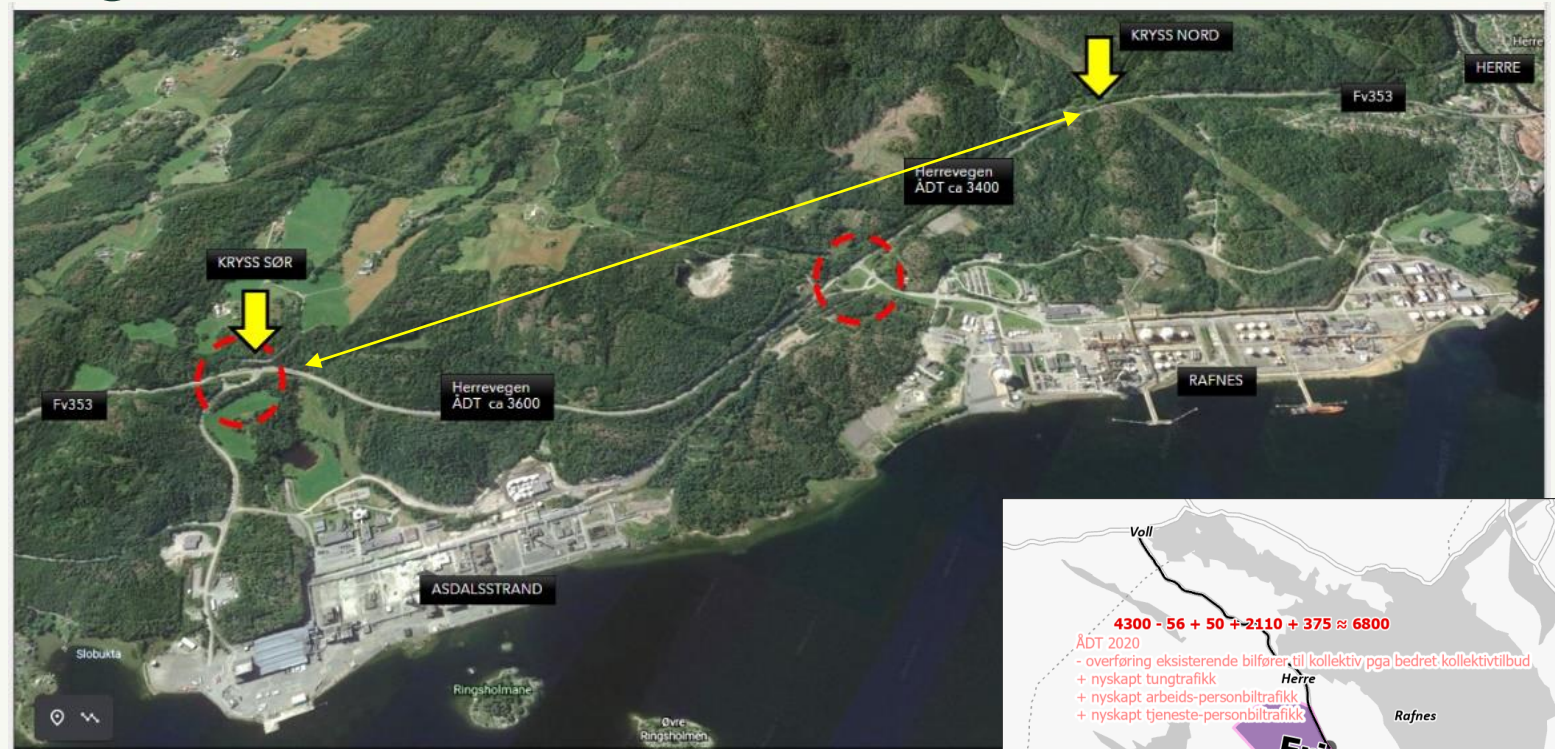 KRYSS NORD
Herre
HERRE
Fv353
Herrevegen
ÅDT ca 3400
KRYSS SØR
RAFNES
Herrevegen
ÅDT ca 3600
Fv353
ASDALSSTRAND
Slobukta
Ringsholmane
Øvre
Ringsholmen
Voll
4300 - 56 + 50 + 2110 + 375 ≈ 6800
ÅDT 2020
- overføring eksisterende bilfører til kollektiv pga bedret kollektivtilbud
+ nyskapt tungtrafikk
Herre
+ nyskapt arbeids-personbiltrafikk
+ nyskapt tjeneste-personbiltrafikk
Rafnes